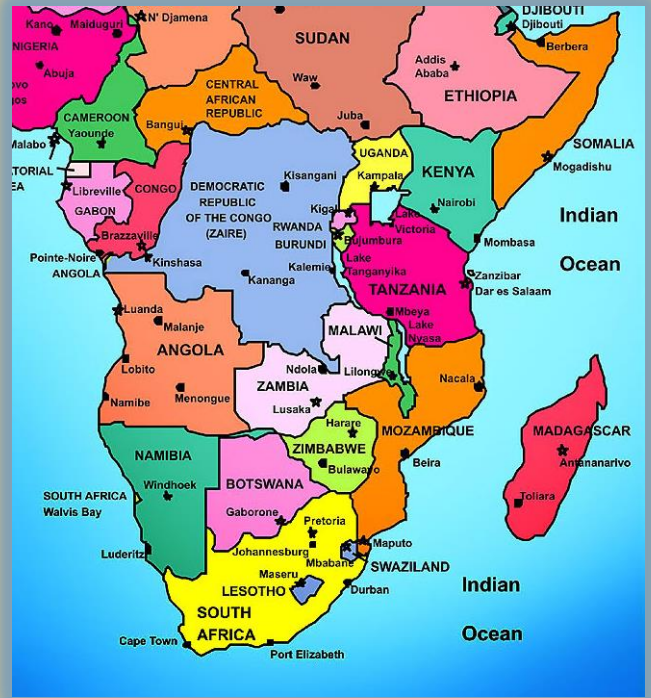 Kano
Maiduguri
N' Djamena
SUDAN
DJIBOUTI
Djibouti
Berbera
NIGERIA
Abuja
Waw
Addis
Ababa
ETHIOPIA
CENTRAL
AFRICAN
REPUBLIC
CAMEROON
Yaounde
Bangui
Juba
Malabo
SOMALIA
Mogadishu
UGANDA
Kampala
KENYA
Nairobi
Kisangani
CONGO
Libreville
GABON
DEMOCRATIC
REPUBLIC
OF THE CONGO
(ZAIRE)
Kigali
RWANDA
BURUNDI
Bujumbura
Lake
Victoria
Indian
Ocean
Mombasa
Brazzaville
Pointe-Noire
ANGOLA
Kinshasa
Kananga
Kalemie
Lake
Tanganyika
TANZANIA
Zanzibar
Dar es Salaam
Mbeya
Lake
Nyasa
Luanda
Malanje
ANGOLA
Lobito
Menongue
Namibe
MALAWI
Lilongwe
Ndola
ZAMBIA
Lusaka
Nacala
Harare
ZIMBABWE
Bulawayo
MOZAMBIQUE
Beira
MADAGASCAR
Antananarivo
Toliara
NAMIBIA
Windhoek
BOTSWANA
Gaborone
SOUTH AFRICA
Walvis Bay
Luderitz
Pretoria
Johannesburg
Mbabane
Maputo
SWAZILAND
Maseru
LESOTHO
Durban
SOUTH
AFRICA
Cape Town
Port Elizabeth
Indian
Ocean